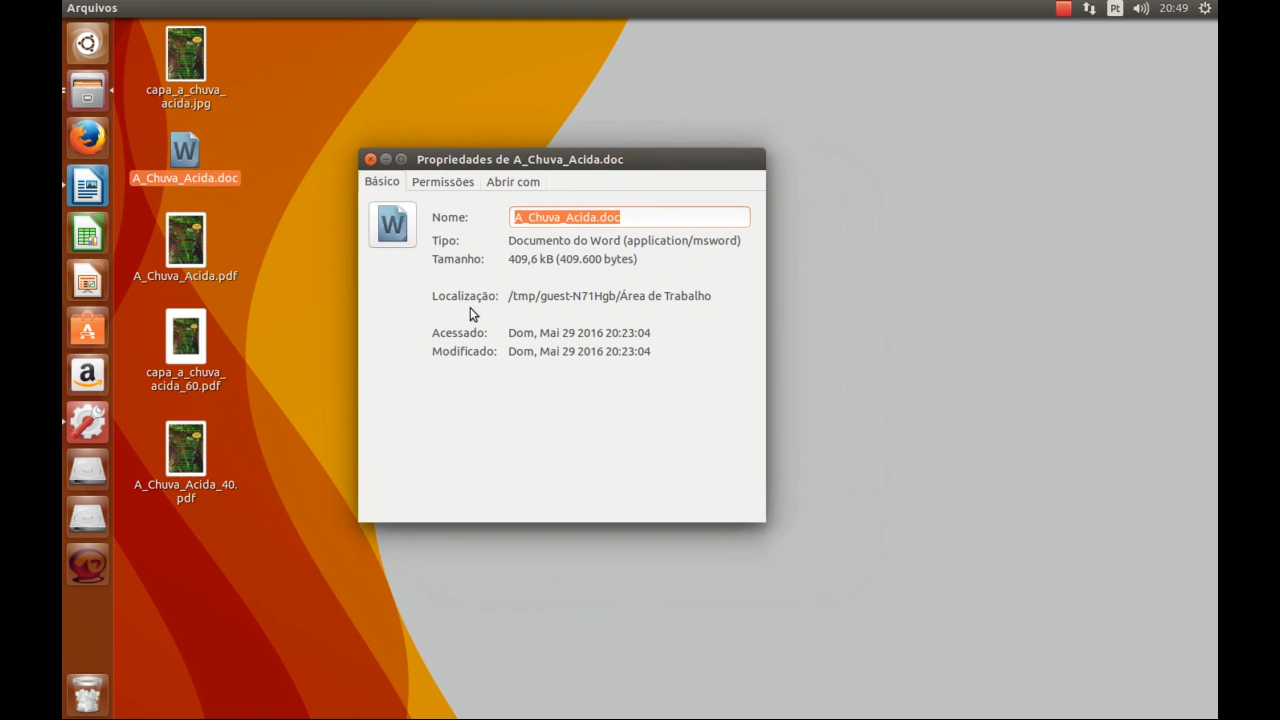 Arquivos
Pt
20:49
capa_a_chuva_
acida.jpg
A_Chuva_Acida.doc
A_Chuva_Acida.pdf
capa_a_chuva_
acida_60.pdf
A_Chuva_Acida_40.
pdf
Propriedades de A_Chuva_Acida.doc
Básico Permissões Abrir com
Nome: A_Chuva_Acida.doc
Tipo: Documento do Word (application/msword)
Tamanho: 409,6 kB (409.600 bytes)
Localização: /tmp/guest-N71Hgb/Área de Trabalho
Acessado: Dom, Mai 29 2016 20:23:04
Modificado: Dom, Mai 29 2016 20:23:04